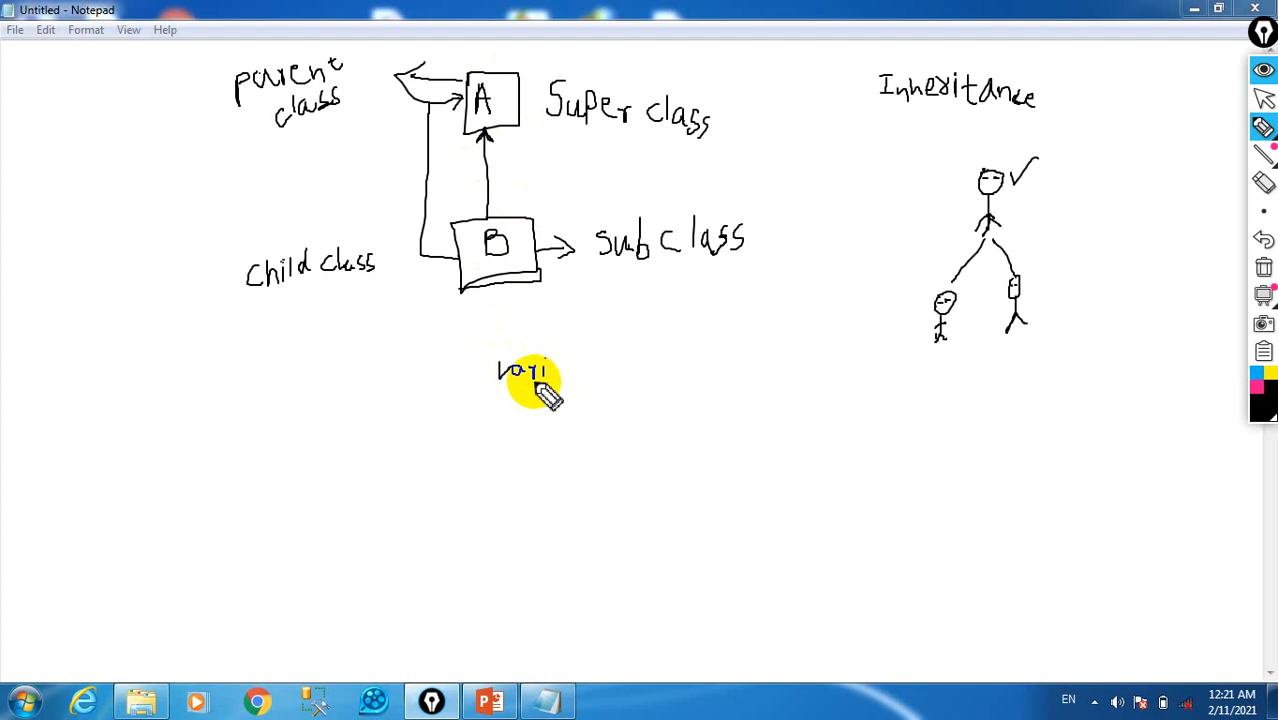 Untitled - Notepad
File Edit Format View Help
parent
class
A
Super class
Inheritance
B
sub class
child class
vari
EN
12:21 AM
2/11/2021